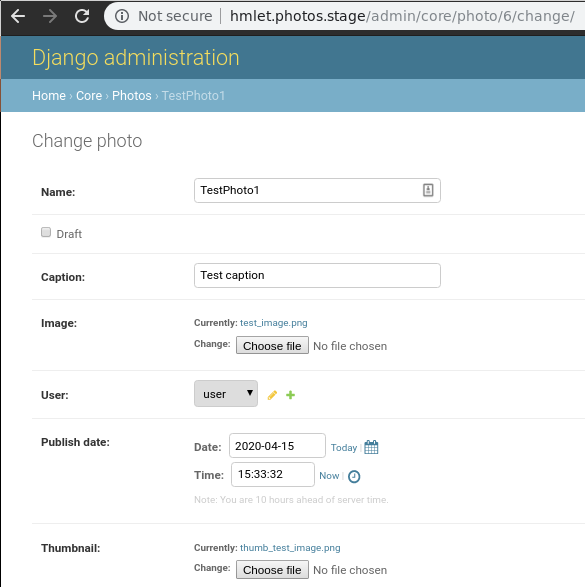 Not secure | hmlet.photos.stage/admin/core/photo/6/change/
Django administration
Home › Core › Photos › TestPhoto1
Change photo
Name: TestPhoto1
Draft
Caption: Test caption
Image: Currently: test_image.png
Change: Choose file No file chosen
User: user
Publish date: Date: 2020-04-15 Today |
Time: 15:33:32 Now |
Note: You are 10 hours ahead of server time.
Thumbnail: Currently: thumb_test_image.png
Change: Choose file No file chosen